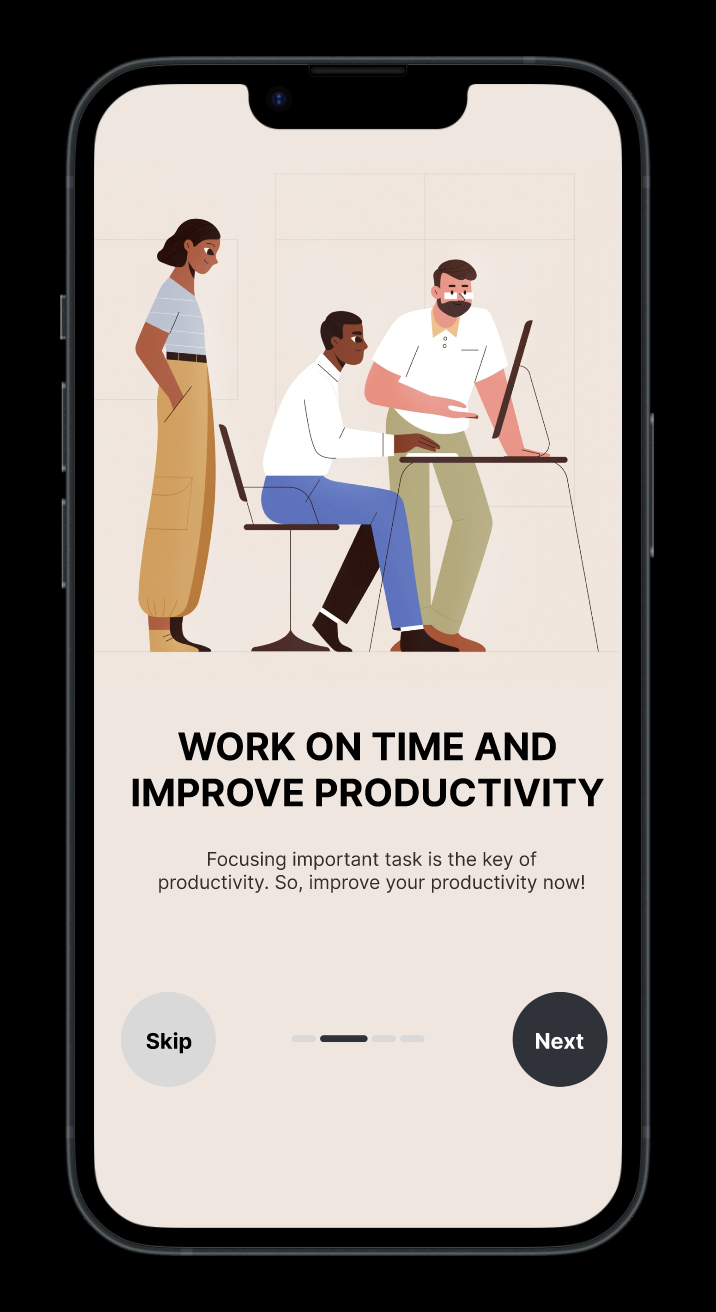 WORK ON TIME AND
IMPROVE PRODUCTIVITY
Focusing important task is the key of
productivity. So, improve your productivity now!
Skip
Next